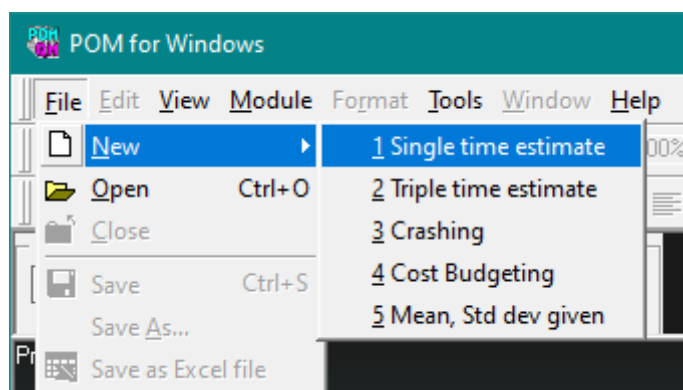 POM for Windows
File Edit View Module Format Tools Window Help
New
1 Single time estimate
00%
Open Ctrl+O
2 Triple time estimate
Close
3 Crashing
4 Cost Budgeting
Save Ctrl+S
5 Mean, Std dev given
Save As...
Pr
Save as Excel file